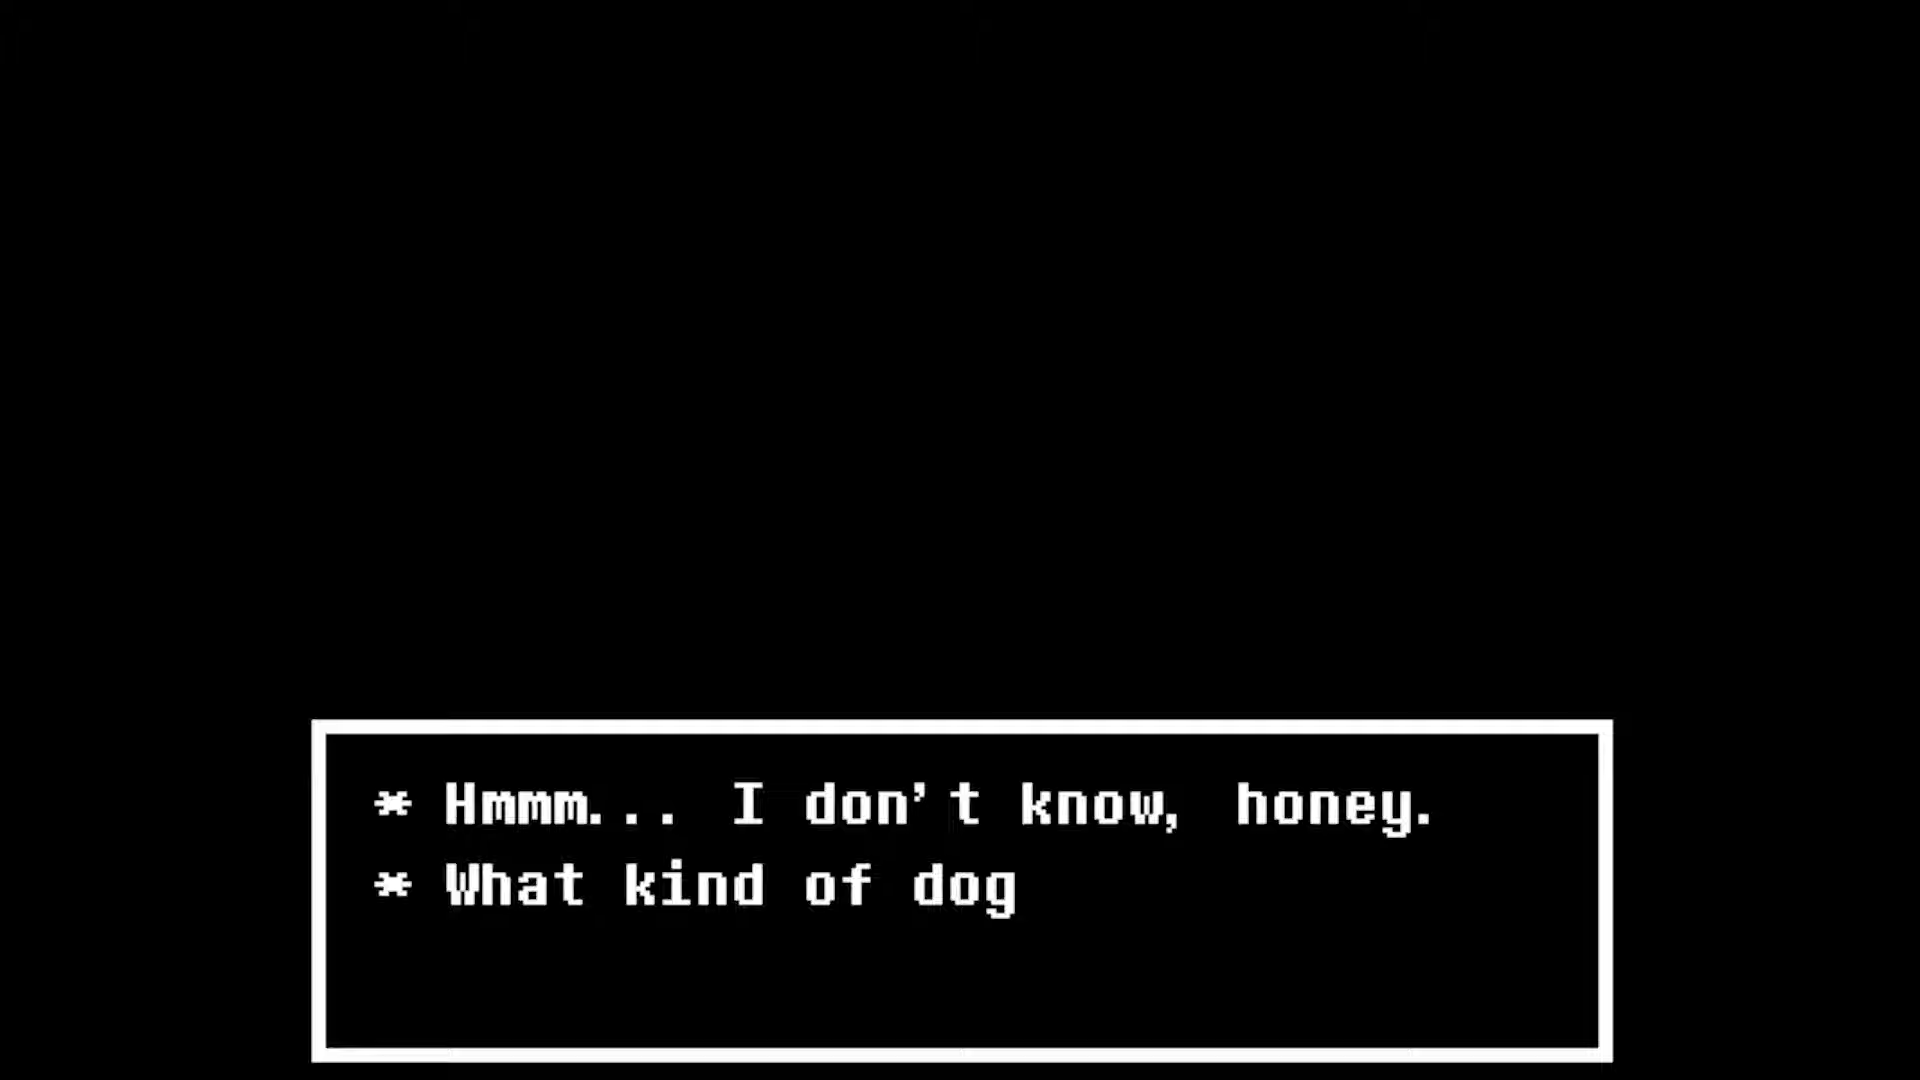 * Hmmm... I don't know, honey.
* What kind of dog